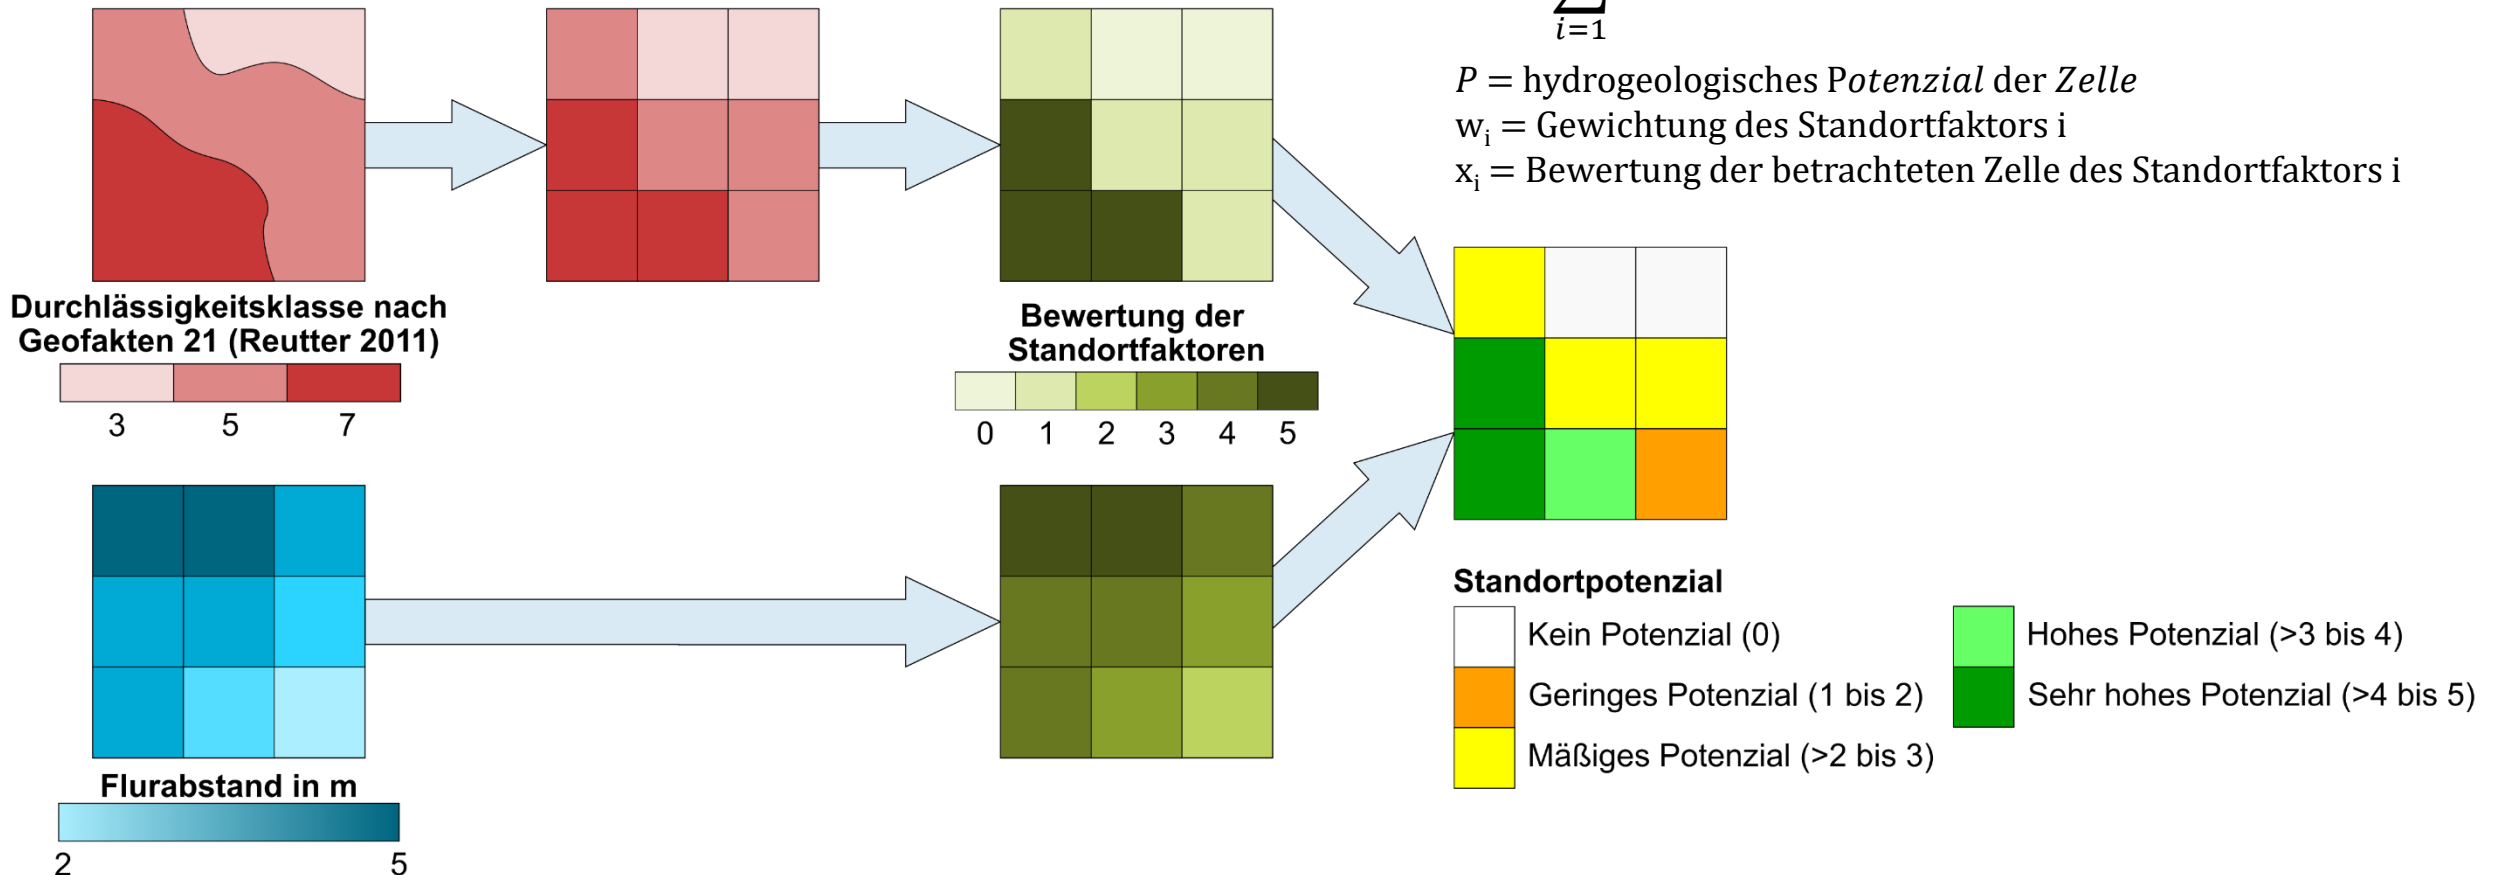 ∑
i=1
P = hydrogeologisches Potenzial der Zelle
wi = Gewichtung des Standortfaktors i
xi = Bewertung der betrachteten Zelle des Standortfaktors i
Durchlässigkeitsklasse nach
Geofakten 21 (Reutter 2011)
3 5 7
Bewertung der
Standortfaktoren
0 1 2 3 4 5
Flurabstand in m
2 5
Standortpotenzial
Kein Potenzial (0)
Geringes Potenzial (1 bis 2)
Mäßiges Potenzial (>2 bis 3)
Hohes Potenzial (>3 bis 4)
Sehr hohes Potenzial (>4 bis 5)